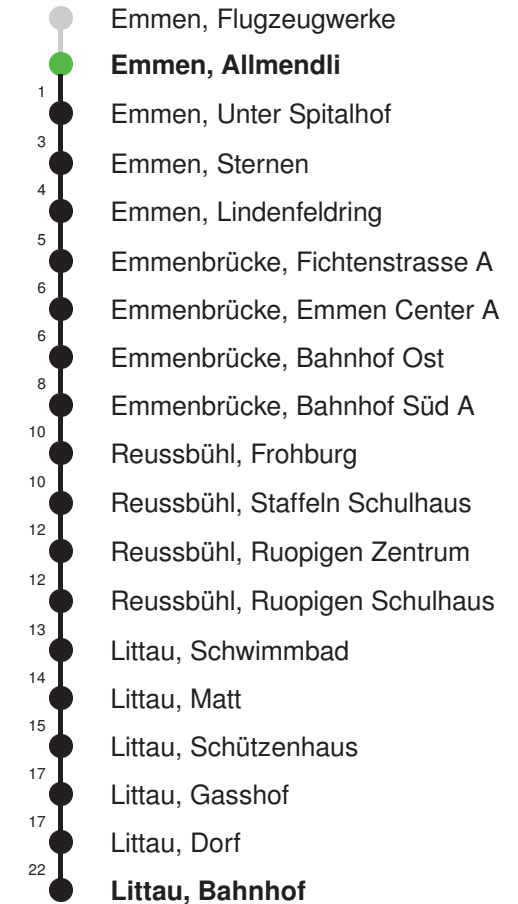 Emmen, Flugzeugwerke
Emmen, Allmendli
1
Emmen, Unter Spitalhof
3
Emmen, Sternen
4
Emmen, Lindenfeldring
5
Emmenbrücke, Fichtenstrasse A
6
Emmenbrücke, Emmen Center A
6
Emmenbrücke, Bahnhof Ost
8
Emmenbrücke, Bahnhof Süd A
10
Reussbühl, Frohburg
10
Reussbühl, Staffeln Schulhaus
12
Reussbühl, Ruopigen Zentrum
12
Reussbühl, Ruopigen Schulhaus
13
Littau, Schwimmbad
14
Littau, Matt
15
Littau, Schützenhaus
17
Littau, Gasshof
17
Littau, Dorf
22
Littau, Bahnhof